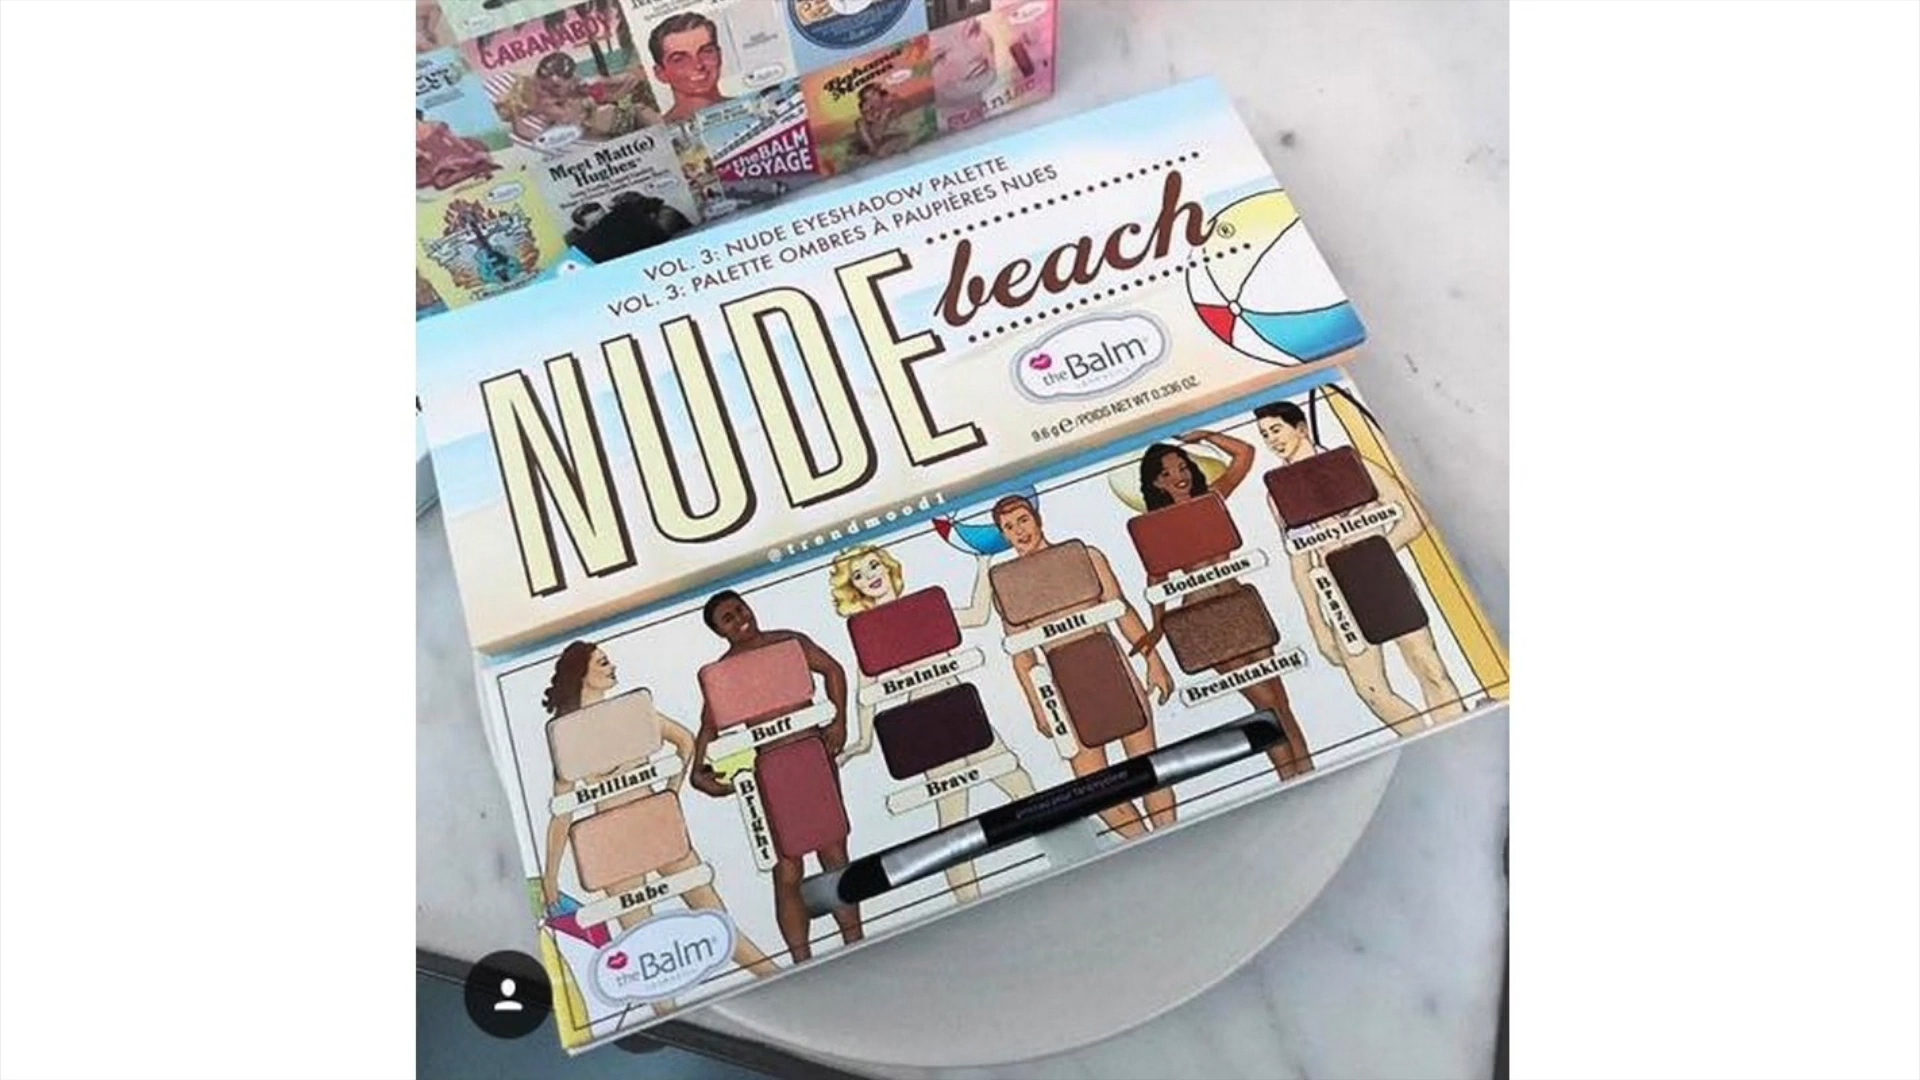 CABANABOY
Meet Matt(e)
Hughes
theBALM
VOYAGE
Bahama
Mama
VOL. 3: NUDE EYESHADOW PALETTE
VOL. 3: PALETTE OMBRES À PAUPIÈRES NUES
NUDE beach®
theBalm
9.6 g e/POIDS NET WT 0.336 OZ.
@trendmood1
Bootylicious
Bodacious
Brazen
Built
Brainiac
Breathtaking
Buff
Bold
Brilliant
Brave
Bright
Babe
theBalm